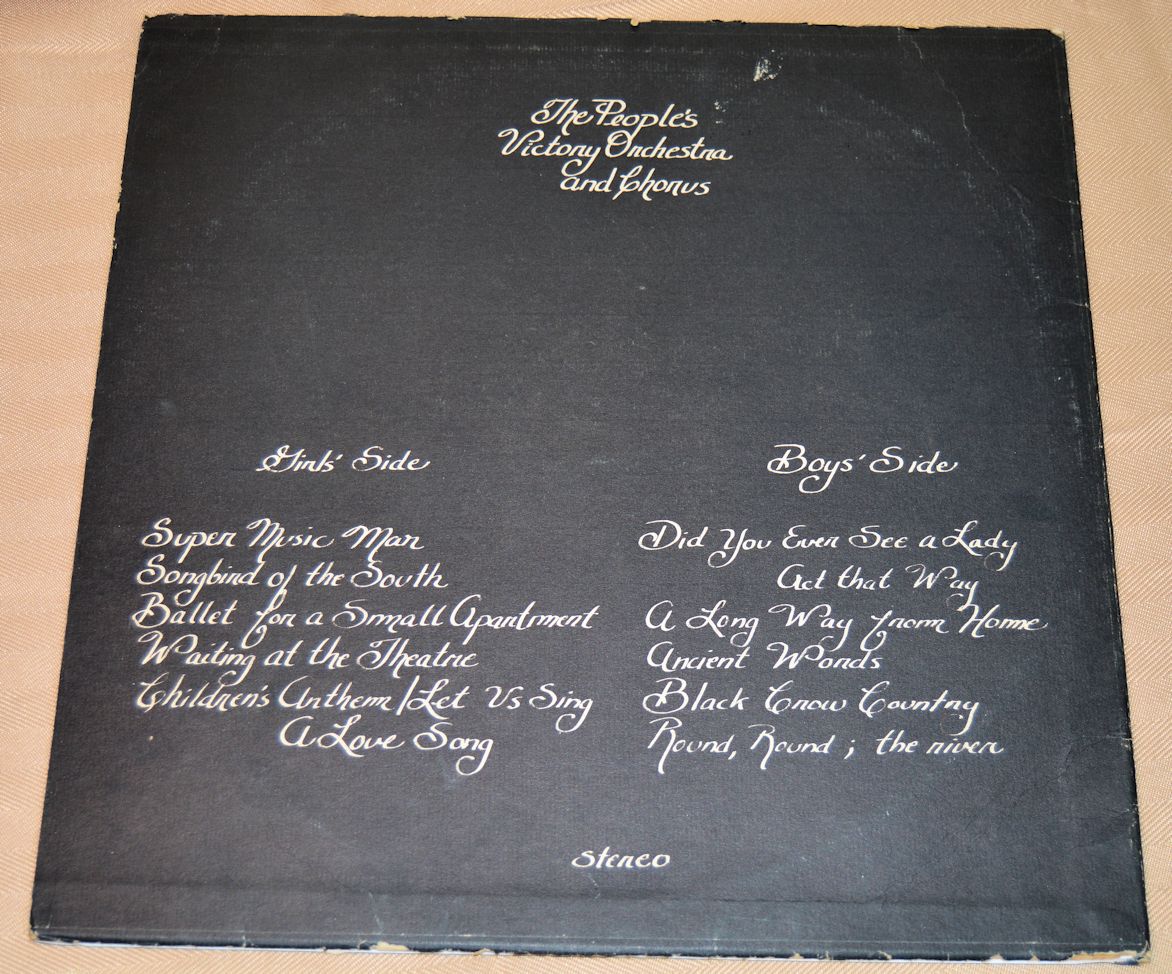 The People's
Victory Orchestra
and Chorus
Girls' Side
Super Music Man
Songbird of the South
Ballet for a Small Apartment
Waiting at the Theatre
Children's Anthem/Let Us Sing
A Love Song
Boys' Side
Did You Ever See a Lady
Act that Way
A Long Way from Home
Ancient Words
Black Crow Country
Round, Round ; the river
stereo